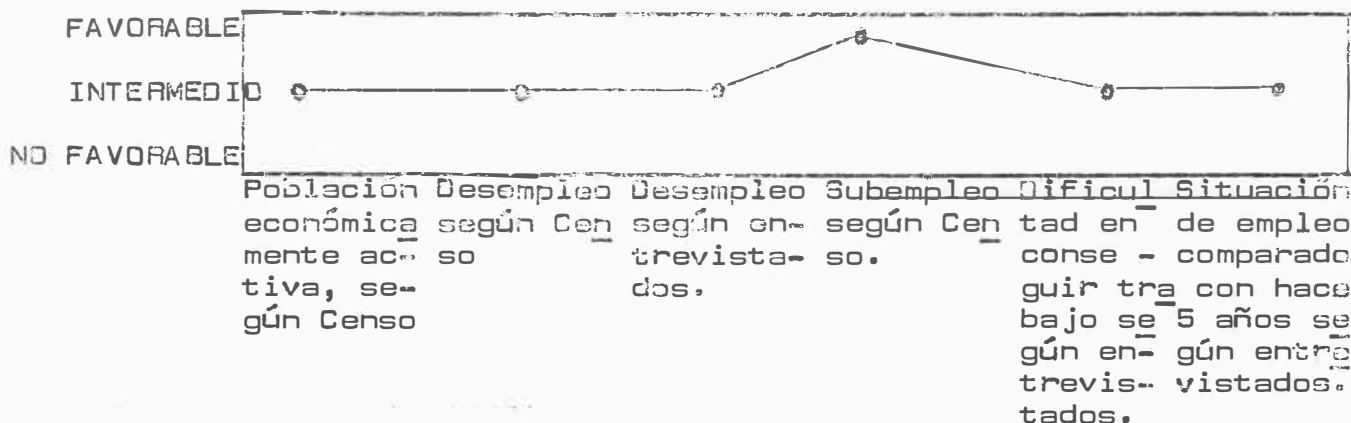 FAVORABLE
INTERMEDIO
NO FAVORABLE
Población económica mente ac- tiva, se- gún Censo
Desempleo según Cen so
Desempleo según en- trevista- dos.
Subempleo según Cen so.
Dificul tad en conse - guir tra bajo se gún en- trevis- tados.
Situación de empleo comparado con hace 5 años se gún entre vistados.